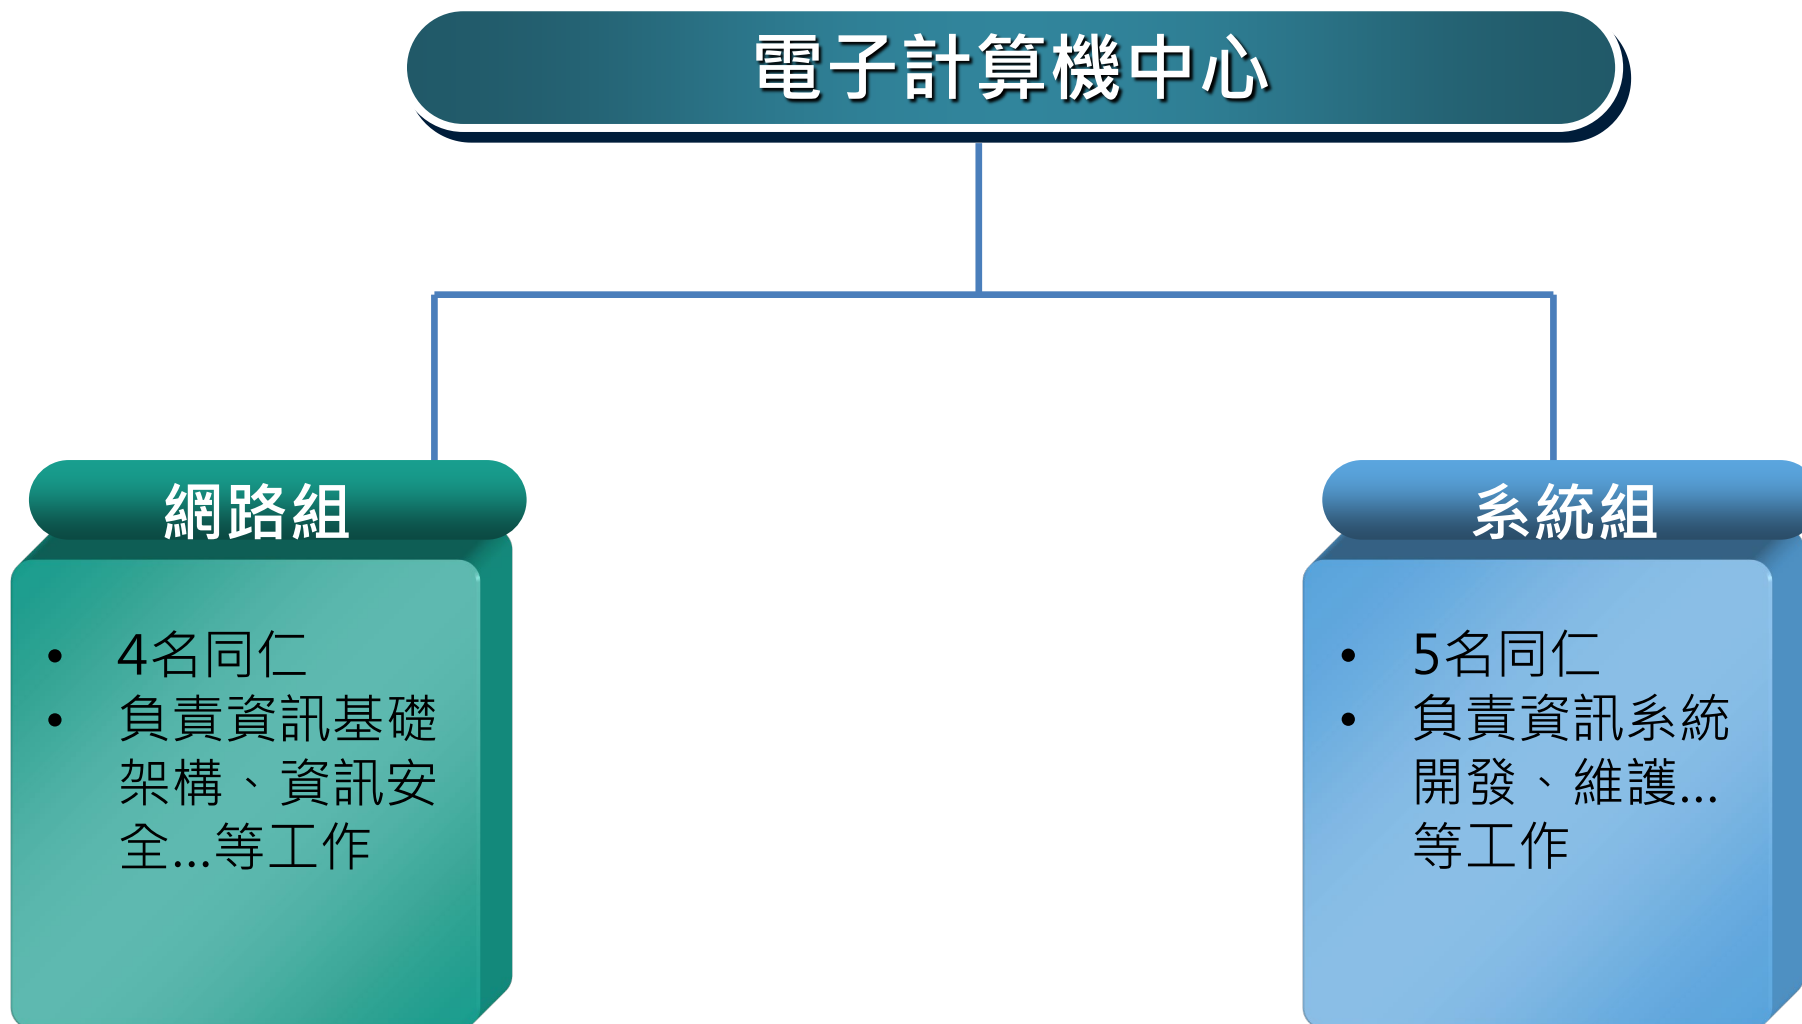 電子計算機中心
網路組
• 4名同仁
• 負責資訊基礎
架構、資訊安
全...等工作
系統組
• 5名同仁
• 負責資訊系統
開發、維護...
等工作